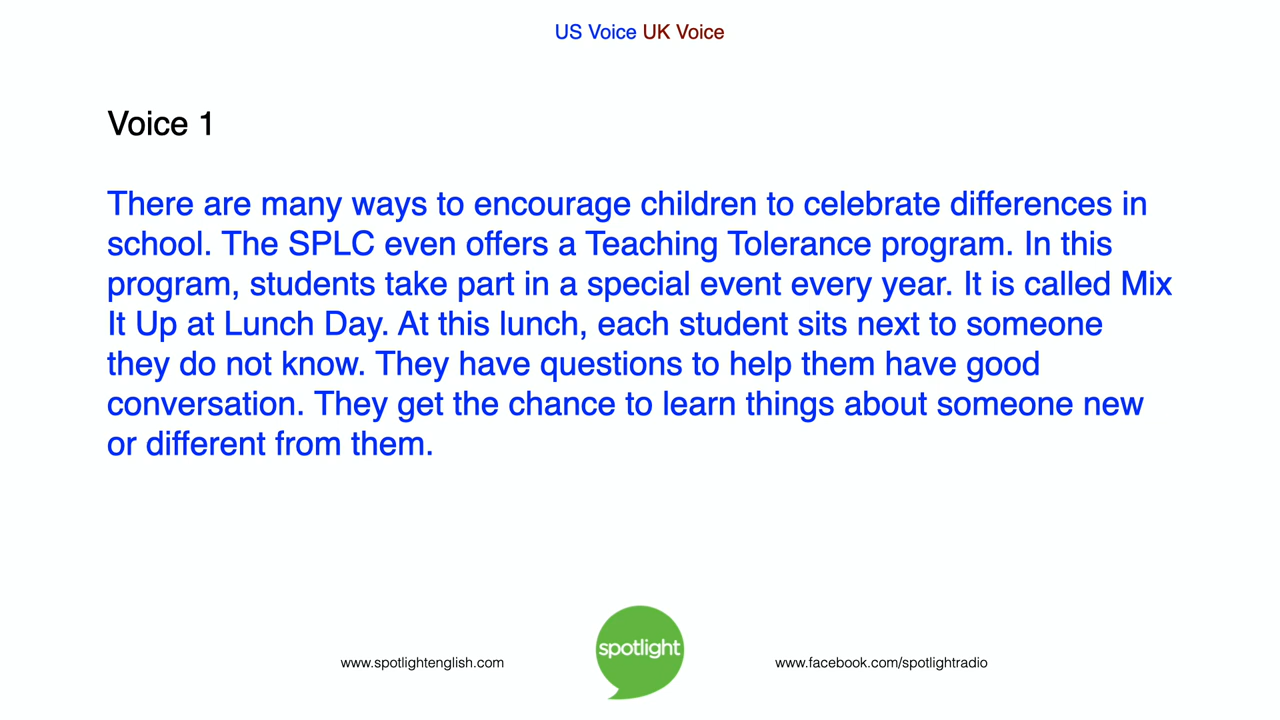 US Voice UK Voice
Voice 1
There are many ways to encourage children to celebrate differences in
school. The SPLC even offers a Teaching Tolerance program. In this
program, students take part in a special event every year. It is called Mix
It Up at Lunch Day. At this lunch, each student sits next to someone
they do not know. They have questions to help them have good
conversation. They get the chance to learn things about someone new
or different from them.
spotlight
www.spotlightenglish.com
www.facebook.com/spotlightradio